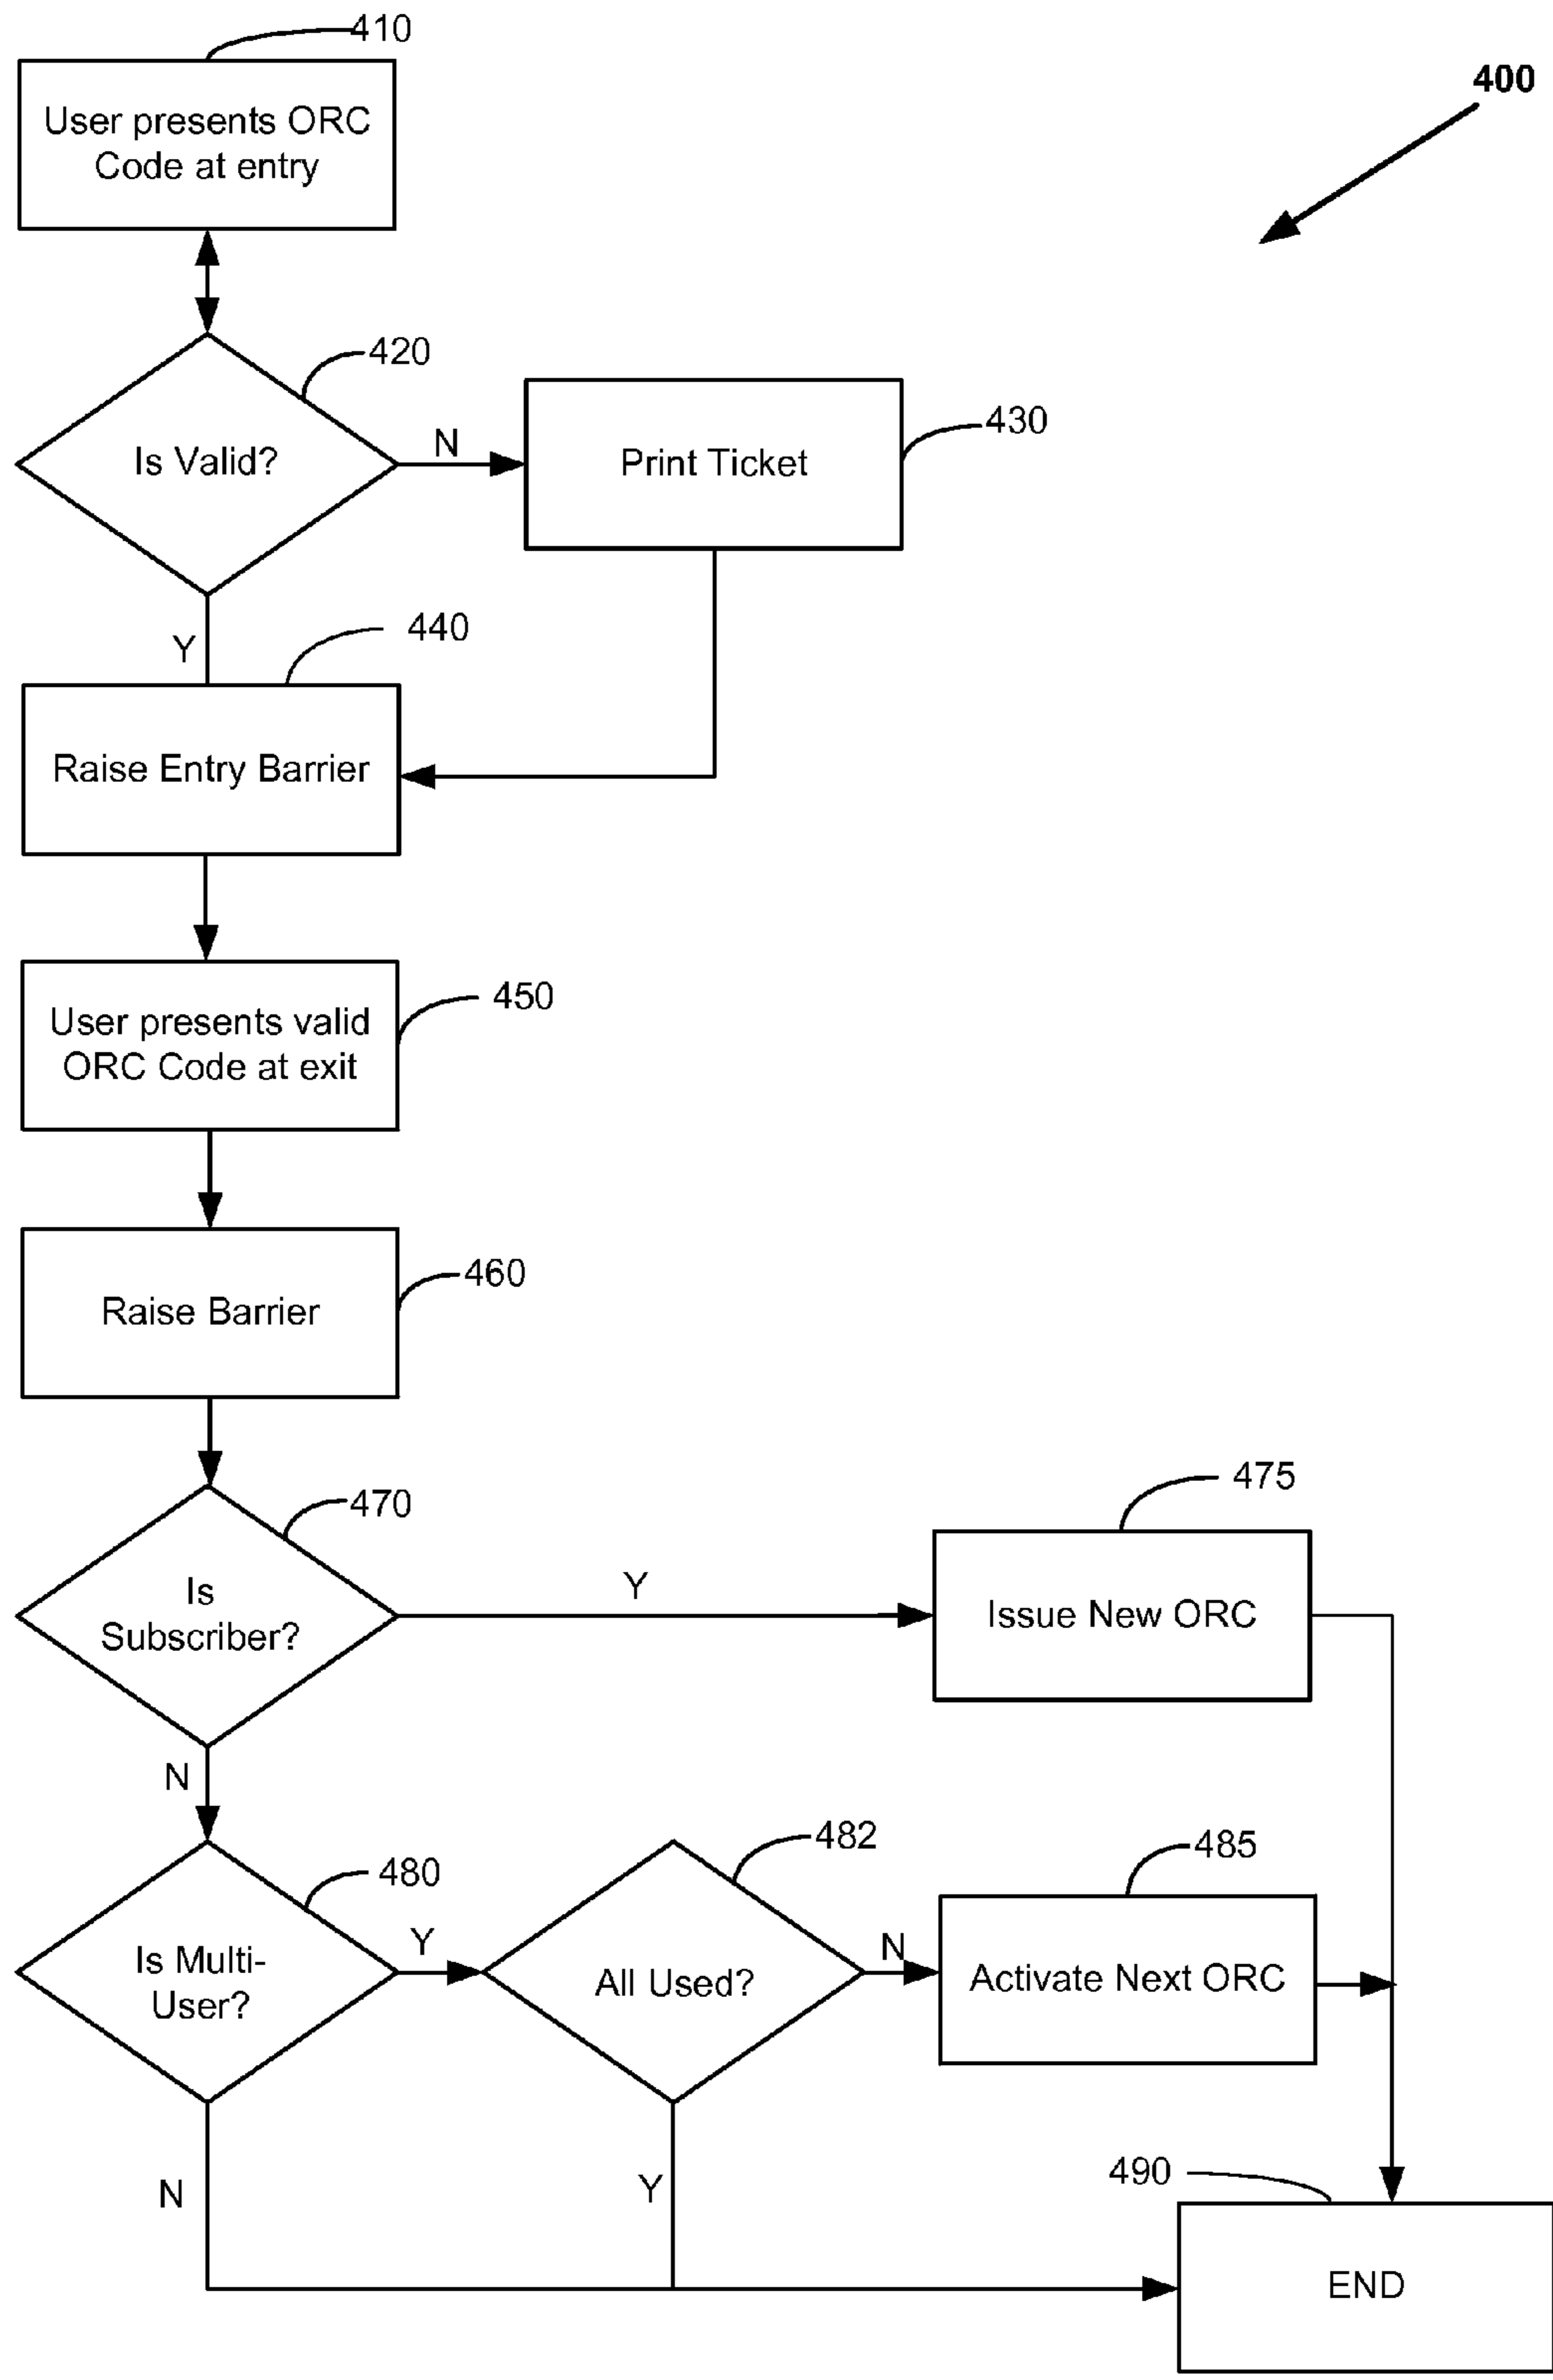 410
400
User presents ORC
Code at entry
420
Is Valid?
N
Print Ticket
430
Y
440
Raise Entry Barrier
450
User presents valid
ORC Code at exit
460
Raise Barrier
470
Is
Subscriber?
Y
475
Issue New ORC
N
480
Is Multi-
User?
Y
482
All Used?
N
485
Activate Next ORC
N
Y
490
END